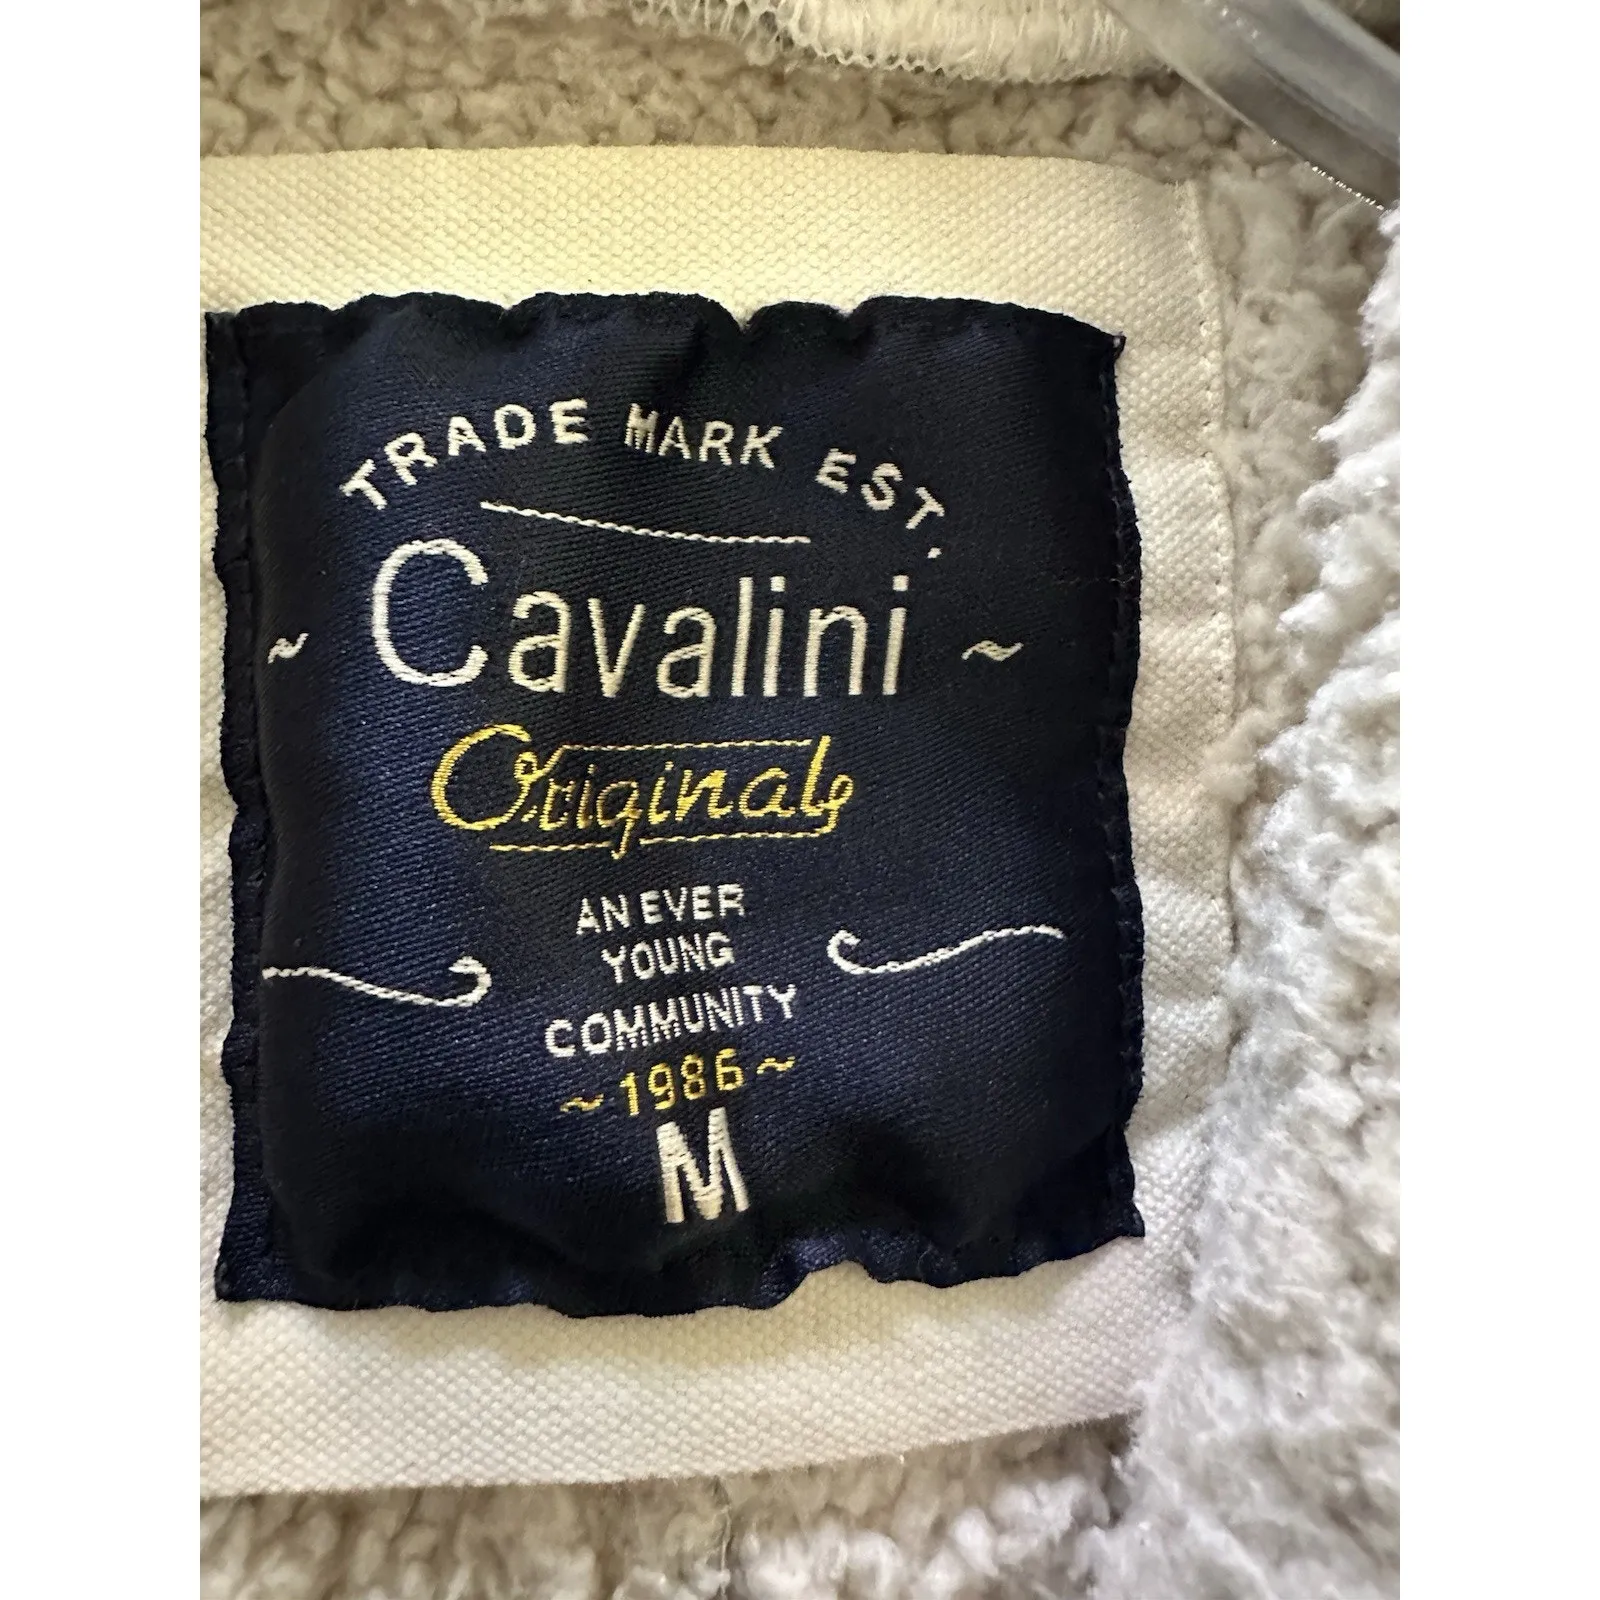 TRADE MARK EST.
~ Cavalini ~
Original
AN EVER
YOUNG
COMMUNITY
~1986~
M